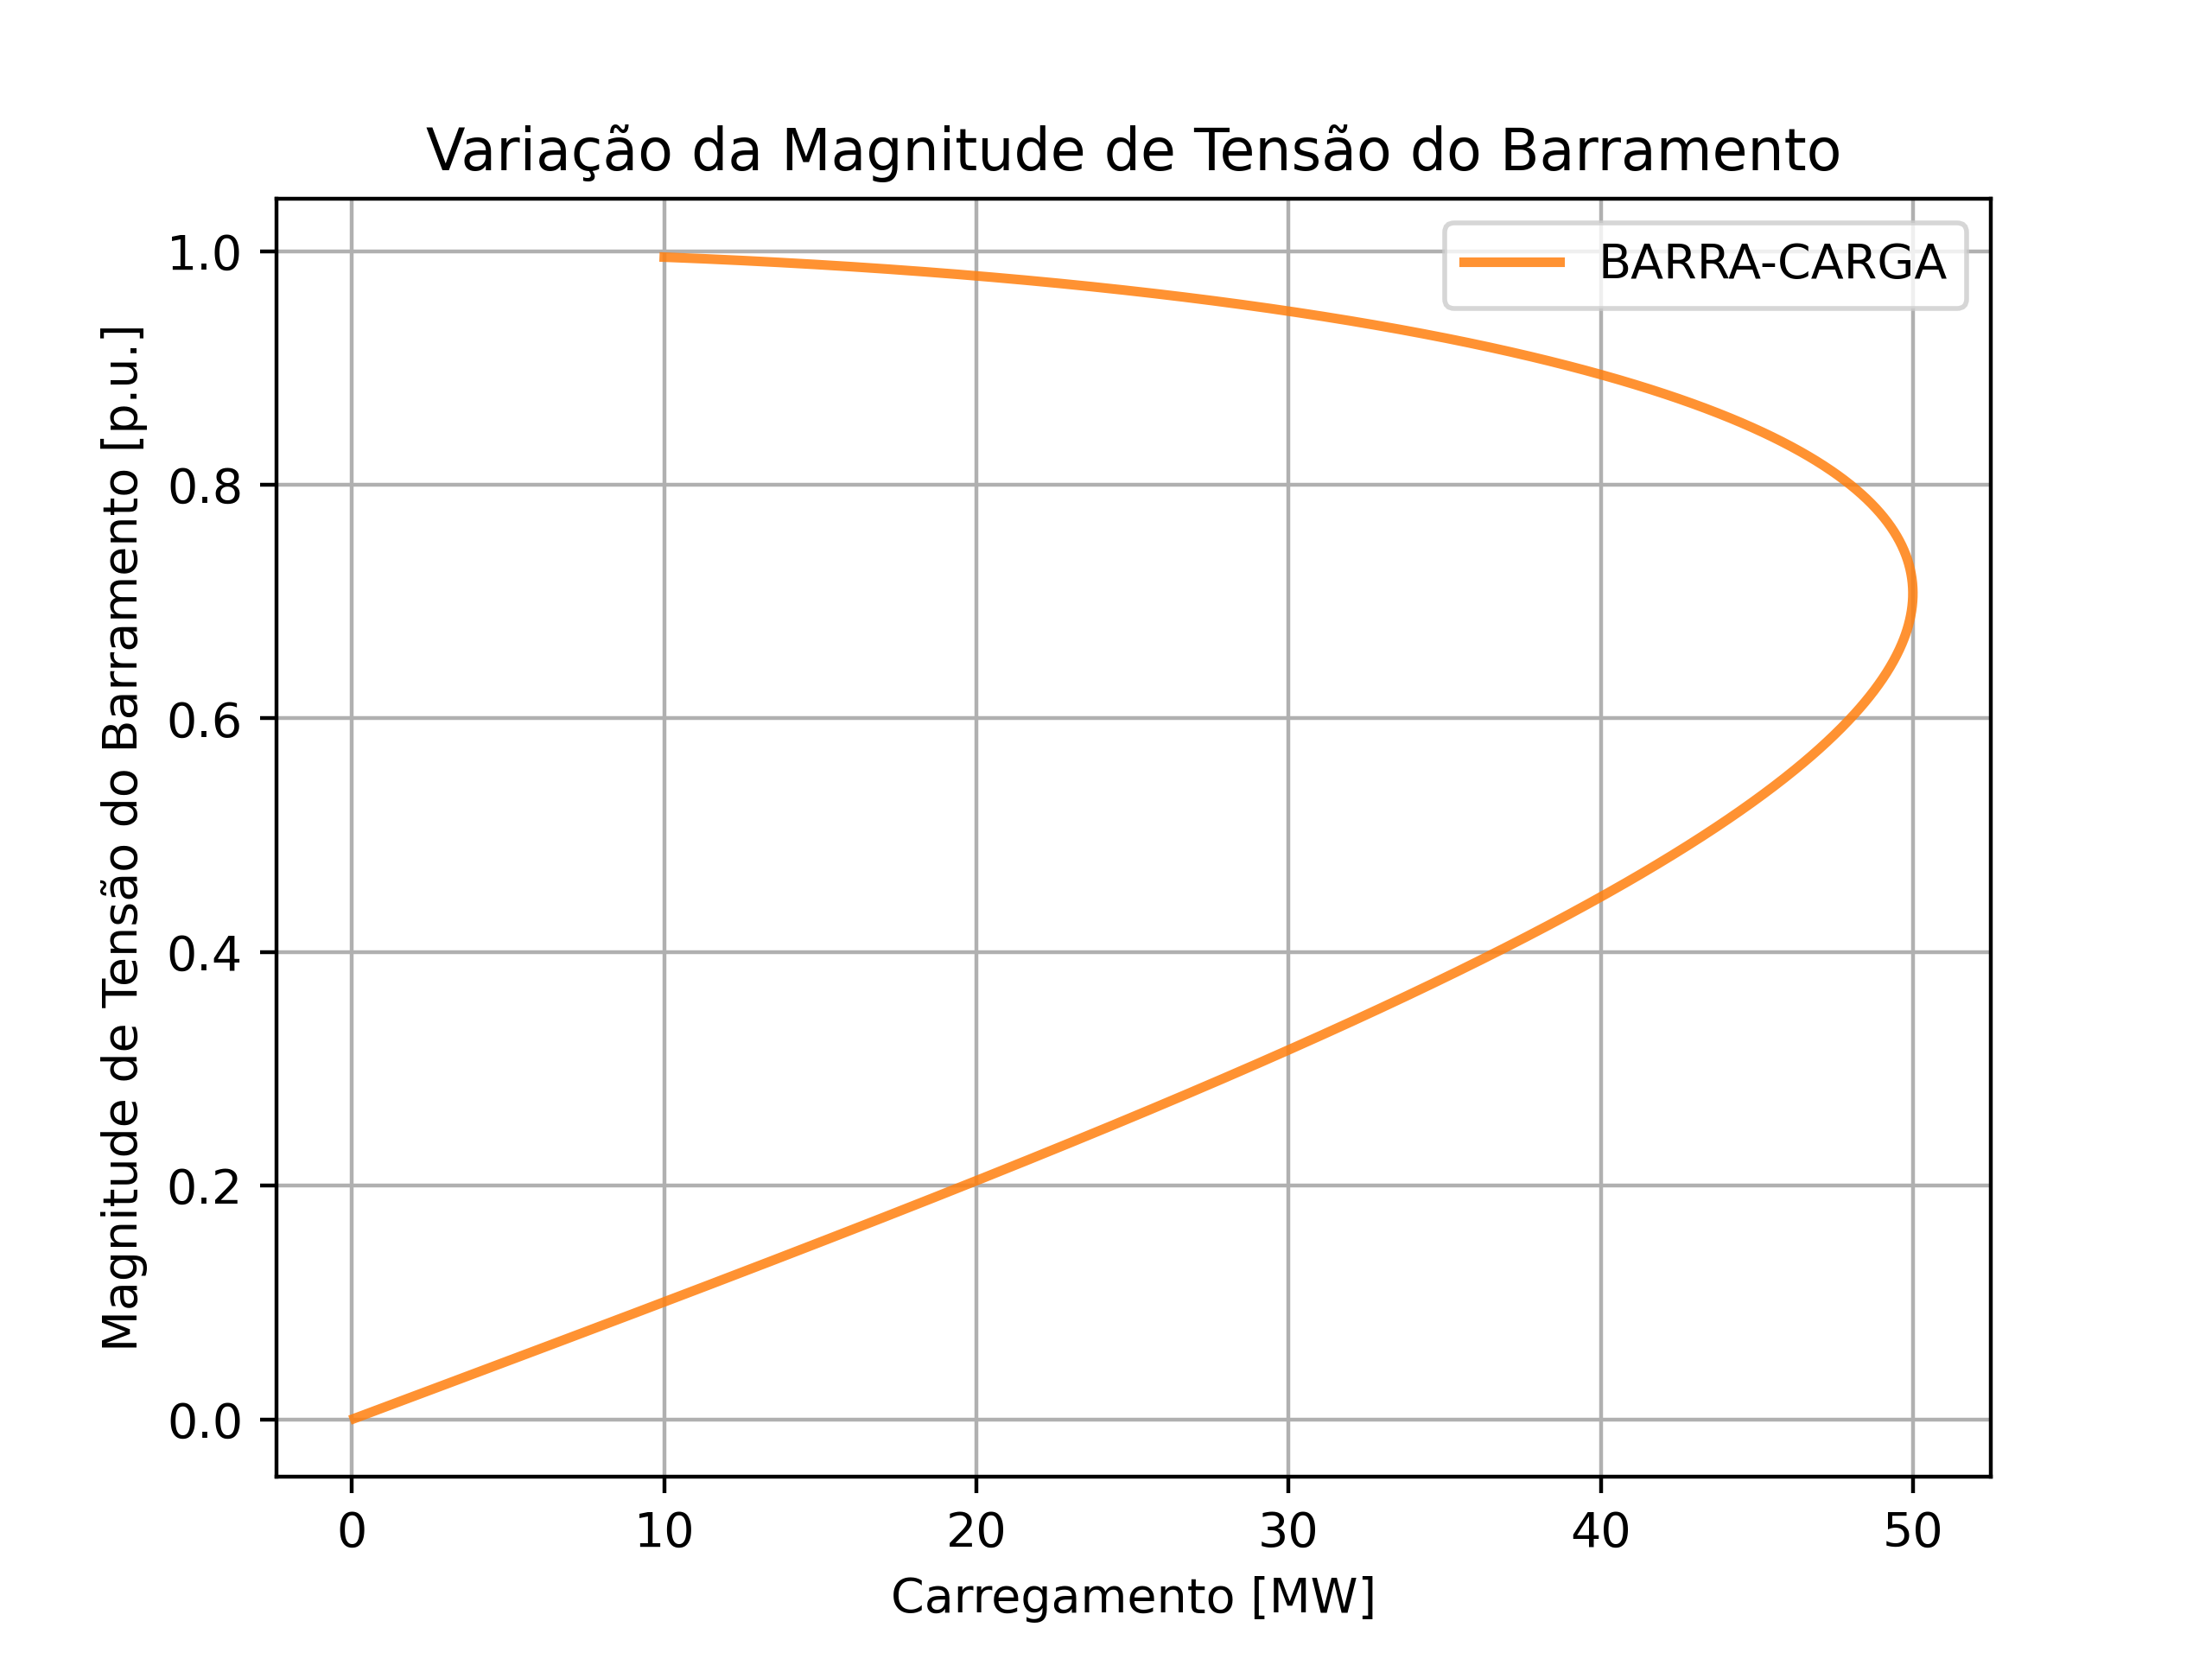 Variação da Magnitude de Tensão do Barramento
BARRA-CARGA
Magnitude de Tensão do Barramento [p.u.]
1.0
0.8
0.6
0.4
0.2
0.0
0 10 20 30 40 50
Carregamento [MW]